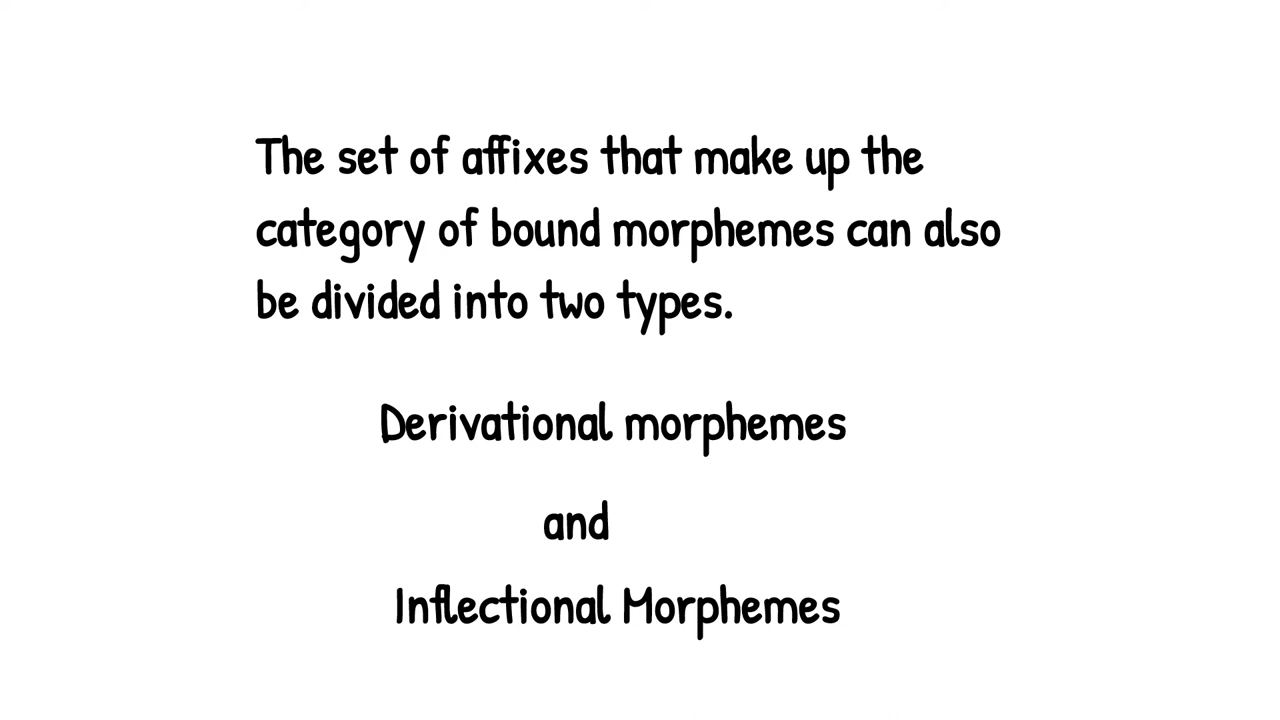 The set of affixes that make up the
category of bound morphemes can also
be divided into two types.
Derivational morphemes
and
Inflectional Morphemes